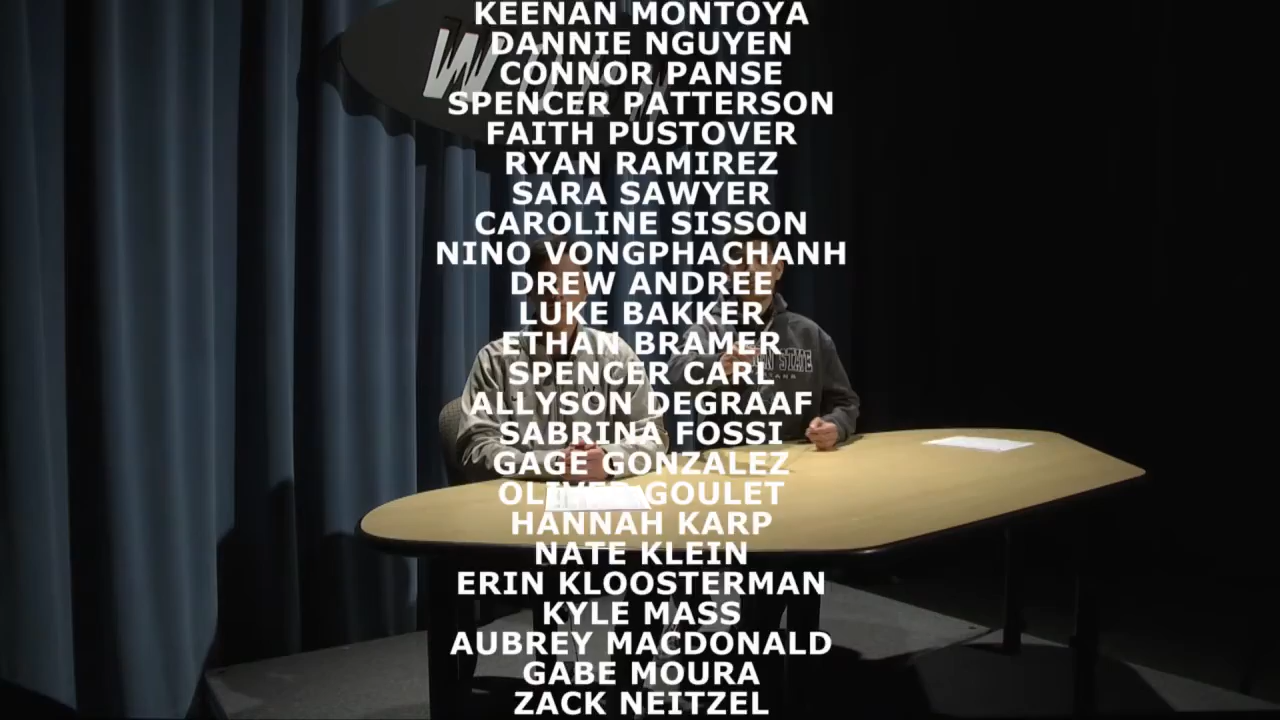 KEENAN MONTOYA
DANNIE NGUYEN
CONNOR PANSE
SPENCER PATTERSON
FAITH PUSTOVER
RYAN RAMIREZ
SARA SAWYER
CAROLINE SISSON
NINO VONGPHACHANH
DREW ANDREE
LUKE BAKKER
ETHAN BRAMER
SPENCER CARL
ALLYSON DEGRAAF
SABRINA FOSSI
GAGE GONZALEZ
OLIVER GOULET
HANNAH KARP
NATE KLEIN
ERIN KLOOSTERMAN
KYLE MASS
AUBREY MACDONALD
GABE MOURA
ZACK NEITZEL
STATE